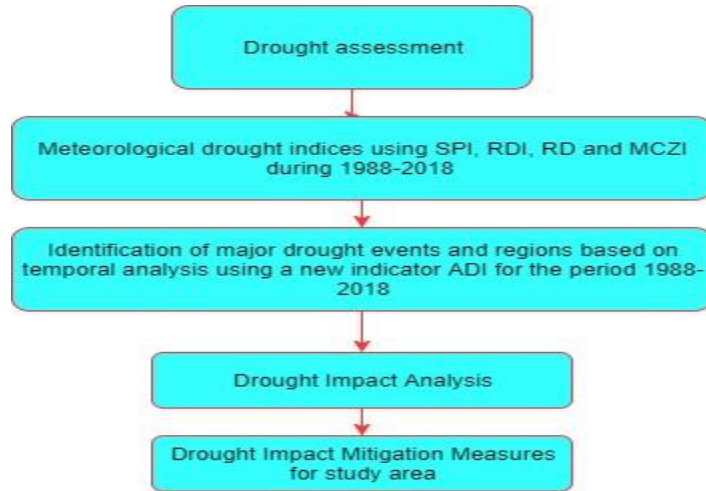 Drought assessment
Meteorological drought indices using SPI, RDI, RD and MCZI
during 1988-2018
Identification of major drought events and regions based on
temporal analysis using a new indicator ADI for the period 1988-
2018
Drought Impact Analysis
Drought Impact Mitigation Measures
for study area